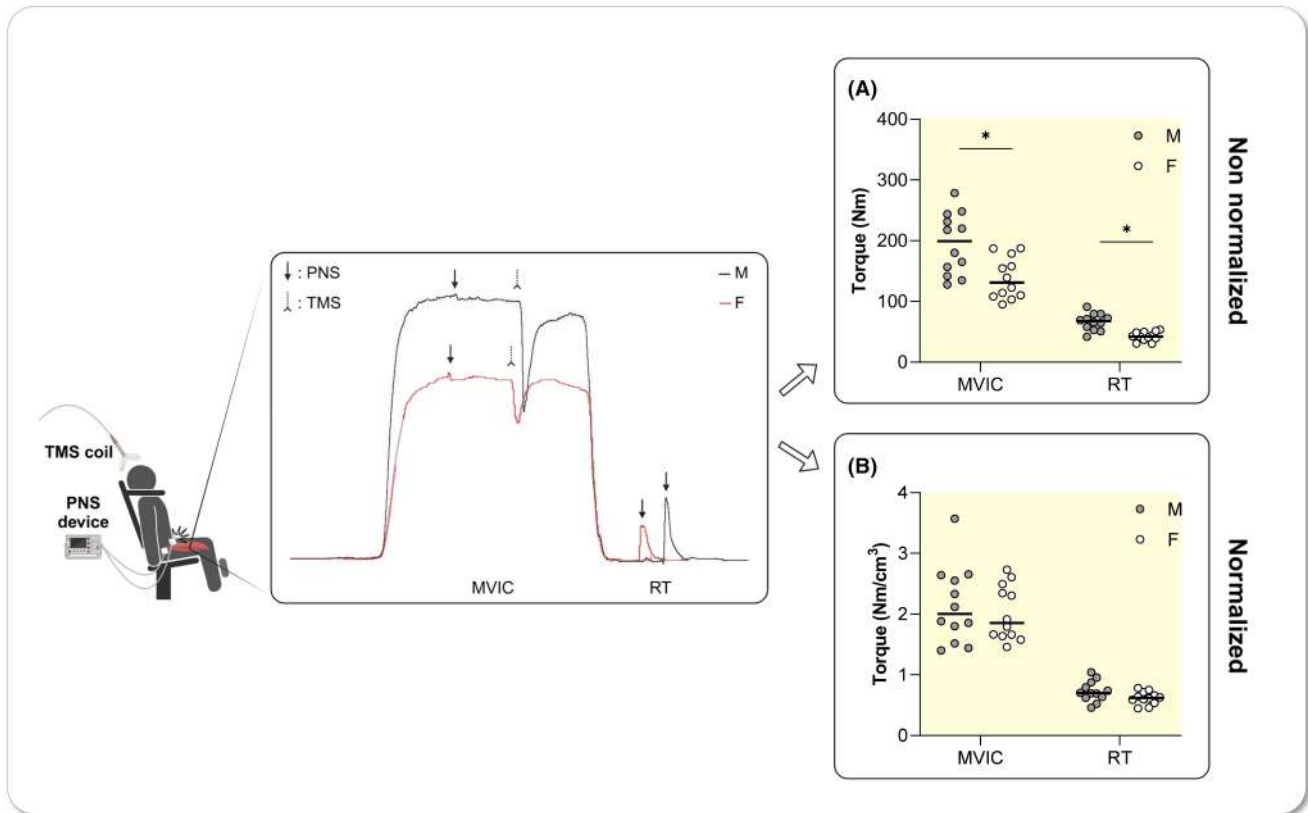 TMS coil
PNS
device
: PNS
: TMS
M
F
MVIC
RT
(A)
Torque (Nm)
400
300
200
100
0
*
*
M
F
MVIC
RT
Non normalized
(B)
Torque (Nm/cm³)
4
3
2
1
0
M
F
MVIC
RT
Normalized